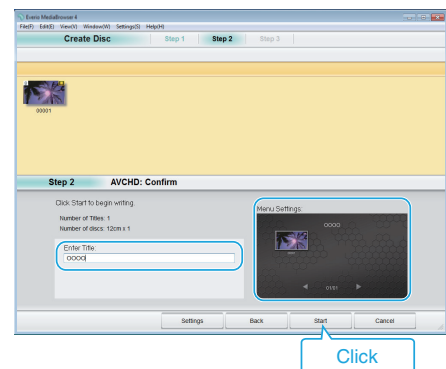 Everio MediaBrowser 4
File(F) Edit(E) View(V) Window(W) Settings(S) Help(H)
Create Disc Step 1 Step 2 Step 3
00001
Step 2 AVCHD: Confirm
Click Start to begin writing.
Number of Titles: 1
Number of discs: 12cm x 1
Enter Title:
oooo
Menu Settings:
oooo
01/01
Settings Back Start Cancel
Click